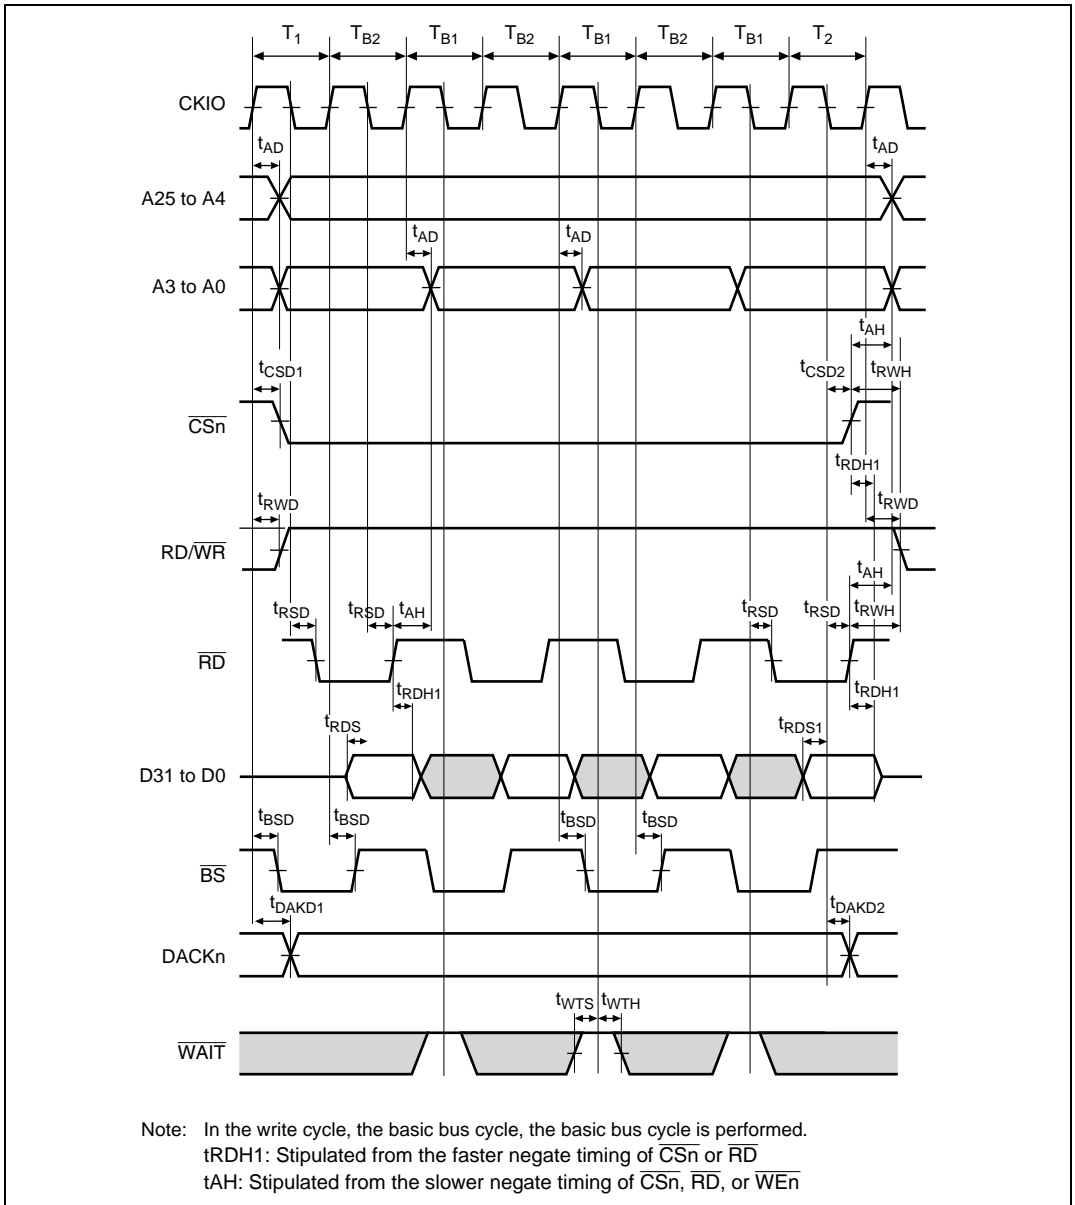 T1 TB2 TB1 TB2 TB1 TB2 TB1 T2
CKIO
tAD tAD
A25 to A4
tAD tAD
A3 to A0
tAH
tCSD1 tCSD2 tRWH
CSn
tRDH1
tRWD tRWD
RD/WR
tAH
tRSD tRSD tAH tRSD tRSD tRWH
RD
tRDH1 tRDH1
tRDS tRDS1
D31 to D0
tBSD tBSD tBSD tBSD
BS
tDAKD1 tDAKD2
DACKn
tWTS tWTH
WAIT
Note: In the write cycle, the basic bus cycle, the basic bus cycle is performed.
tRDH1: Stipulated from the faster negate timing of CSn or RD
tAH: Stipulated from the slower negate timing of CSn, RD, or WEn